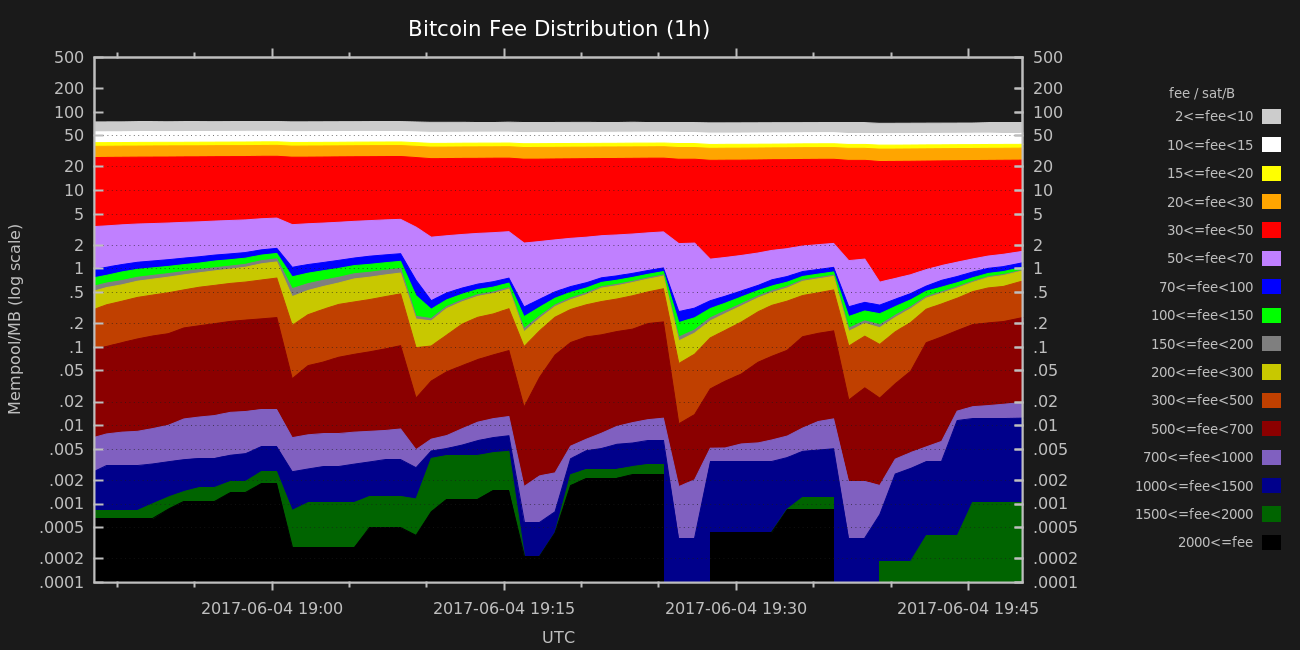 Bitcoin Fee Distribution (1h)
500 500
200 200
100 100
50 50
20 20
10 10
5 5
2 2
1 1
.5 .5
.2 .2
.1 .1
.05 .05
.02 .02
.01 .01
.005 .005
.002 .002
.001 .001
.0005 .0005
.0002 .0002
.0001 .0001
Mempool/MB (log scale)
2017-06-04 19:00 2017-06-04 19:15 2017-06-04 19:30 2017-06-04 19:45
UTC
fee / sat/B
2<=fee<10
10<=fee<15
15<=fee<20
20<=fee<30
30<=fee<50
50<=fee<70
70<=fee<100
100<=fee<150
150<=fee<200
200<=fee<300
300<=fee<500
500<=fee<700
700<=fee<1000
1000<=fee<1500
1500<=fee<2000
2000<=fee